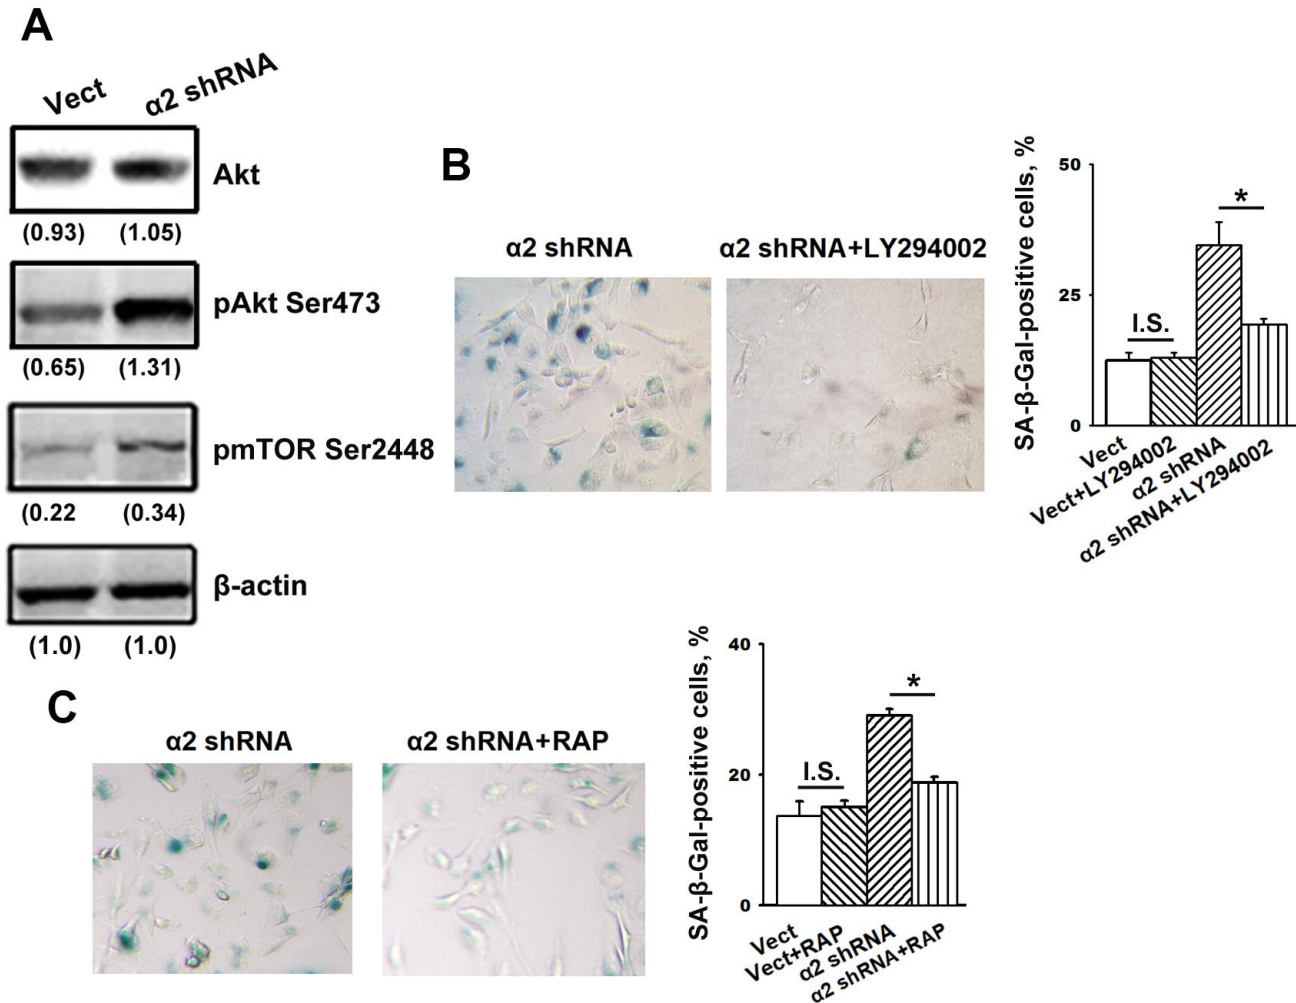 A
Vect
α2 shRNA
Akt
(0.93)
(1.05)
pAkt Ser473
(0.65)
(1.31)
pmTOR Ser2448
(0.22
(0.34)
β-actin
(1.0)
(1.0)
B
α2 shRNA
α2 shRNA+LY294002
SA-β-Gal-positive cells, %
50
25
0
I.S.
*
Vect
Vect+LY294002
α2 shRNA
α2 shRNA+LY294002
C
α2 shRNA
α2 shRNA+RAP
SA-β-Gal-positive cells, %
40
20
0
I.S.
*
Vect
Vect+RAP
α2 shRNA
α2 shRNA+RAP